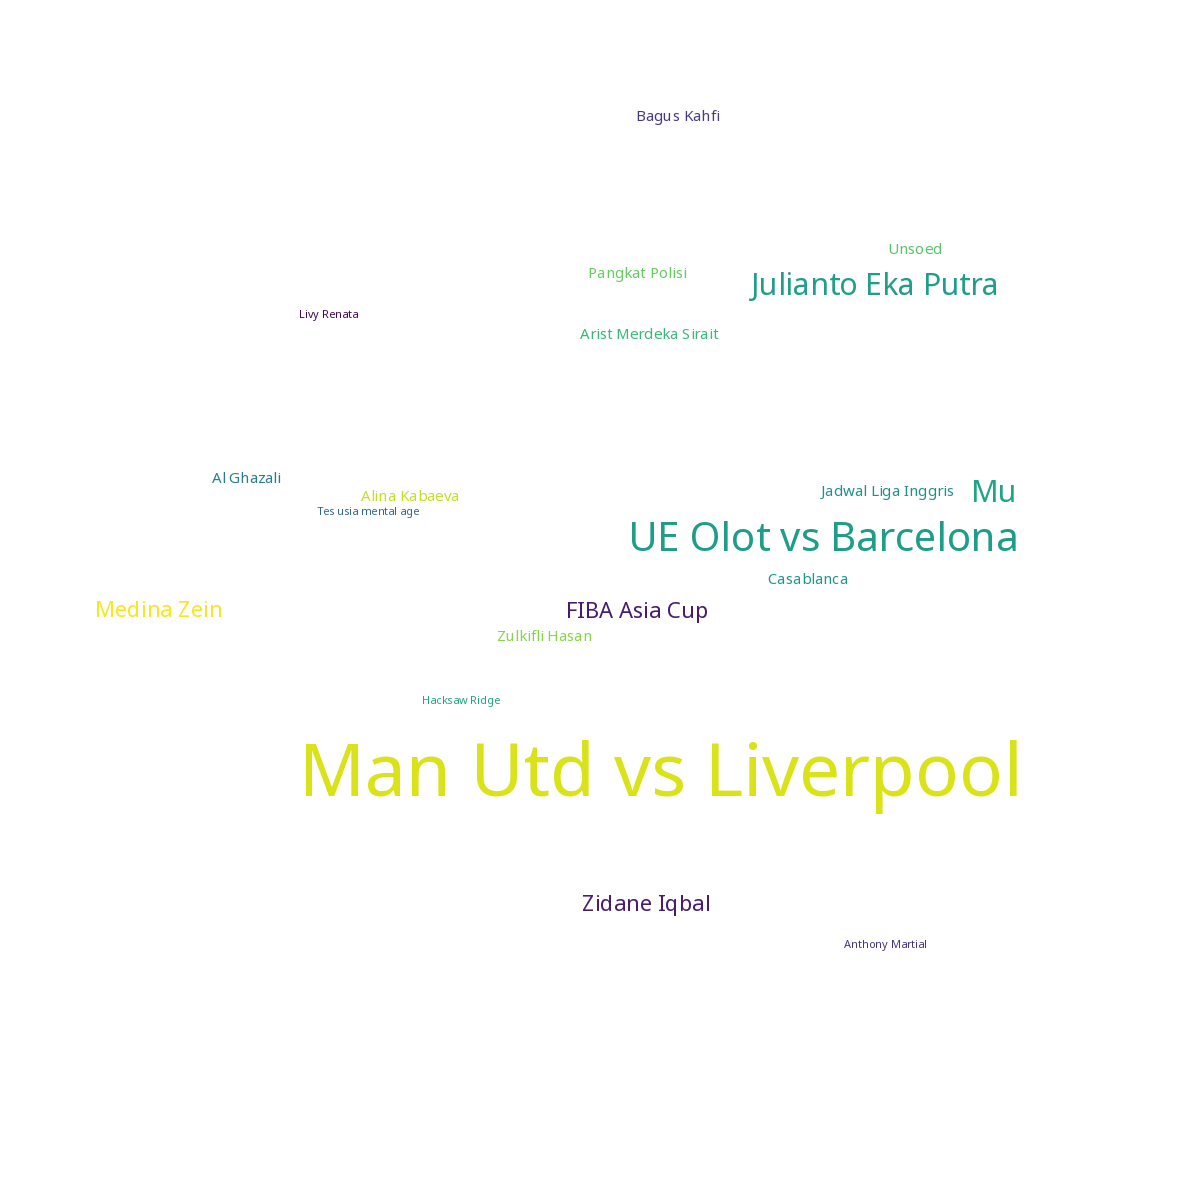 Bagus Kahfi
Unsoed
Pangkat Polisi
Julianto Eka Putra
Livy Renata
Arist Merdeka Sirait
Al Ghazali
Alina Kabaeva
Jadwal Liga Inggris
Mu
Tes usia mental age
UE Olot vs Barcelona
Casablanca
Medina Zein
FIBA Asia Cup
Zulkifli Hasan
Hacksaw Ridge
Man Utd vs Liverpool
Zidane Iqbal
Anthony Martial